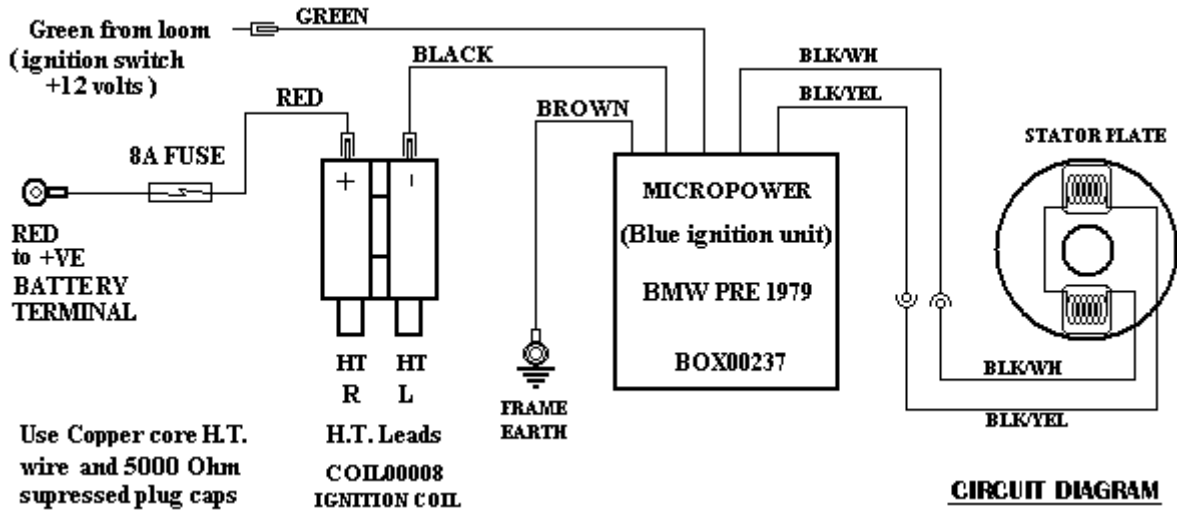 Green from loom
( ignition switch
+12 volts )
GREEN
BLACK
RED
BROWN
BLK/WH
BLK/YEL
8A FUSE
STATOR PLATE
+
-
RED
to +VE
BATTERY
TERMINAL
MICROPOWER
(Blue ignition unit)
BMW PRE 1979
BOX00237
HT HT
R L
FRAME
EARTH
BLK/WH
BLK/YEL
Use Copper core H.T.
wire and 5000 Ohm
supressed plug caps
H.T. Leads
COIL00008
IGNITION COIL
CIRCUIT DIAGRAM